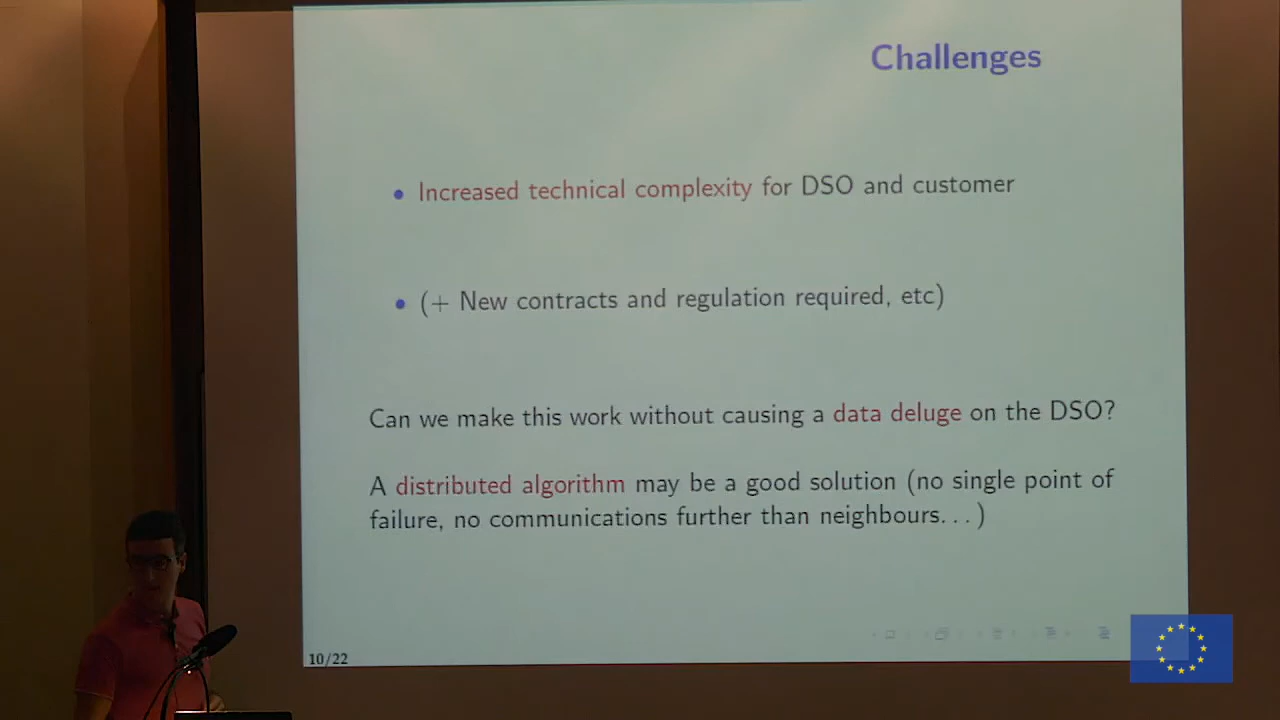 Challenges
• Increased technical complexity for DSO and customer
• (+ New contracts and regulation required, etc)
Can we make this work without causing a data deluge on the DSO?
A distributed algorithm may be a good solution (no single point of
failure, no communications further than neighbours. . . )
10/22